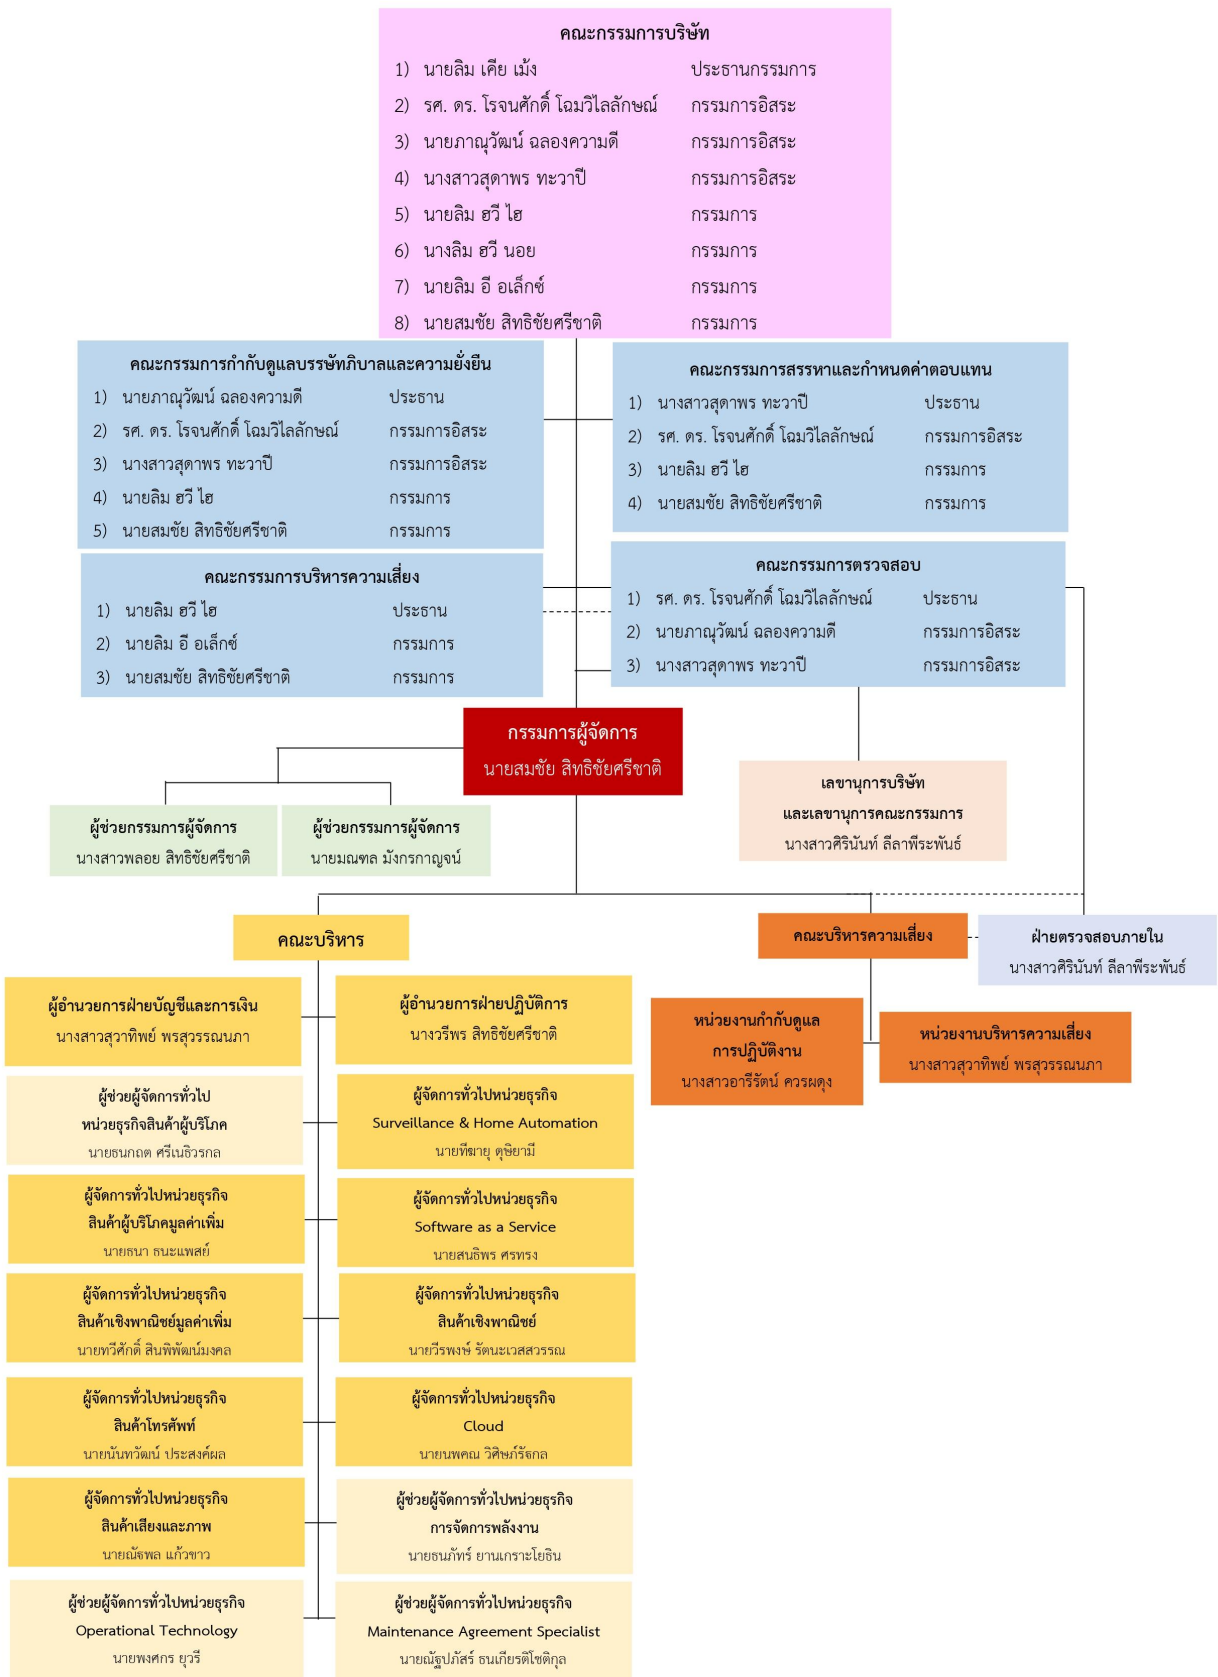 คณะกรรมการบริษัท
1) นายลิม เคีย เม้ง ประธานกรรมการ
2) รศ. ดร. โรจนศักดิ์ โฉมวิไลลักษณ์ กรรมการอิสระ
3) นายภาณุวัฒน์ ฉลองความดี กรรมการอิสระ
4) นางสาวสุดาพร ทะวาปี กรรมการอิสระ
5) นายลิม ฮวี ไฮ กรรมการ
6) นางลิม ฮวี นอย กรรมการ
7) นายลิม อี อเล็กซ์ กรรมการ
8) นายสมชัย สิทธิชัยศรีชาติ กรรมการ
คณะกรรมการกำกับดูแลบรรษัทภิบาลและความยั่งยืน
1) นายภาณุวัฒน์ ฉลองความดี ประธาน
2) รศ. ดร. โรจนศักดิ์ โฉมวิไลลักษณ์ กรรมการอิสระ
3) นางสาวสุดาพร ทะวาปี กรรมการอิสระ
4) นายลิม ฮวี ไฮ กรรมการ
5) นายสมชัย สิทธิชัยศรีชาติ กรรมการ
คณะกรรมการสรรหาและกำหนดค่าตอบแทน
1) นางสาวสุดาพร ทะวาปี ประธาน
2) รศ. ดร. โรจนศักดิ์ โฉมวิไลลักษณ์ กรรมการอิสระ
3) นายลิม ฮวี ไฮ กรรมการ
4) นายสมชัย สิทธิชัยศรีชาติ กรรมการ
คณะกรรมการบริหารความเสี่ยง
1) นายลิม ฮวี ไฮ ประธาน
2) นายลิม อี อเล็กซ์ กรรมการ
3) นายสมชัย สิทธิชัยศรีชาติ กรรมการ
คณะกรรมการตรวจสอบ
1) รศ. ดร. โรจนศักดิ์ โฉมวิไลลักษณ์ ประธาน
2) นายภาณุวัฒน์ ฉลองความดี กรรมการอิสระ
3) นางสาวสุดาพร ทะวาปี กรรมการอิสระ
กรรมการผู้จัดการ
นายสมชัย สิทธิชัยศรีชาติ
เลขานุการบริษัท
และเลขานุการคณะกรรมการ
นางสาวศิรินันท์ ลีลาพีระพันธ์
ผู้ช่วยกรรมการผู้จัดการ
นางสาวพลอย สิทธิชัยศรีชาติ
ผู้ช่วยกรรมการผู้จัดการ
นายมณฑล มังกรกาญจน์
คณะบริหาร
คณะบริหารความเสี่ยง
ฝ่ายตรวจสอบภายใน
นางสาวศิรินันท์ ลีลาพีระพันธ์
ผู้อำนวยการฝ่ายบัญชีและการเงิน
นางสาวสุวาทิพย์ พรสุวรรณนภา
ผู้อำนวยการฝ่ายปฏิบัติการ
นางวรีพร สิทธิชัยศรีชาติ
หน่วยงานกำกับดูแล
การปฏิบัติงาน
นางสาวอารีรัตน์ ควรผดุง
หน่วยงานบริหารความเสี่ยง
นางสาวสุวาทิพย์ พรสุวรรณนภา
ผู้ช่วยผู้จัดการทั่วไป
หน่วยธุรกิจสินค้าผู้บริโภค
นายธนกฤต ศรีเนธิวรกล
ผู้จัดการทั่วไปหน่วยธุรกิจ
Surveillance & Home Automation
นายทีฆายุ ดุษิยามี
ผู้จัดการทั่วไปหน่วยธุรกิจ
สินค้าผู้บริโภคมูลค่าเพิ่ม
นายธนา ธนะแพสย์
ผู้จัดการทั่วไปหน่วยธุรกิจ
Software as a Service
นายสนธิพร ศรทรง
ผู้จัดการทั่วไปหน่วยธุรกิจ
สินค้าเชิงพาณิชย์มูลค่าเพิ่ม
นายทวีศักดิ์ สินพิพัฒน์มงคล
ผู้จัดการทั่วไปหน่วยธุรกิจ
สินค้าเชิงพาณิชย์
นายวีรพงษ์ รัตนะเวสสวรรณ
ผู้จัดการทั่วไปหน่วยธุรกิจ
สินค้าโทรศัพท์
นายนันทวัฒน์ ประสงค์ผล
ผู้จัดการทั่วไปหน่วยธุรกิจ
Cloud
นายนพคณ วิศิษภ์รัฐกล
ผู้จัดการทั่วไปหน่วยธุรกิจ
สินค้าเสียงและภาพ
นายณัฐพล แก้วขาว
ผู้ช่วยผู้จัดการทั่วไปหน่วยธุรกิจ
การจัดการพลังงาน
นายธนภัทร์ ยานเกราะโยธิน
ผู้ช่วยผู้จัดการทั่วไปหน่วยธุรกิจ
Operational Technology
นายพงศกร ยุวรี
ผู้ช่วยผู้จัดการทั่วไปหน่วยธุรกิจ
Maintenance Agreement Specialist
นายณัฐปภัสร์ ธนเกียรติโชติกุล